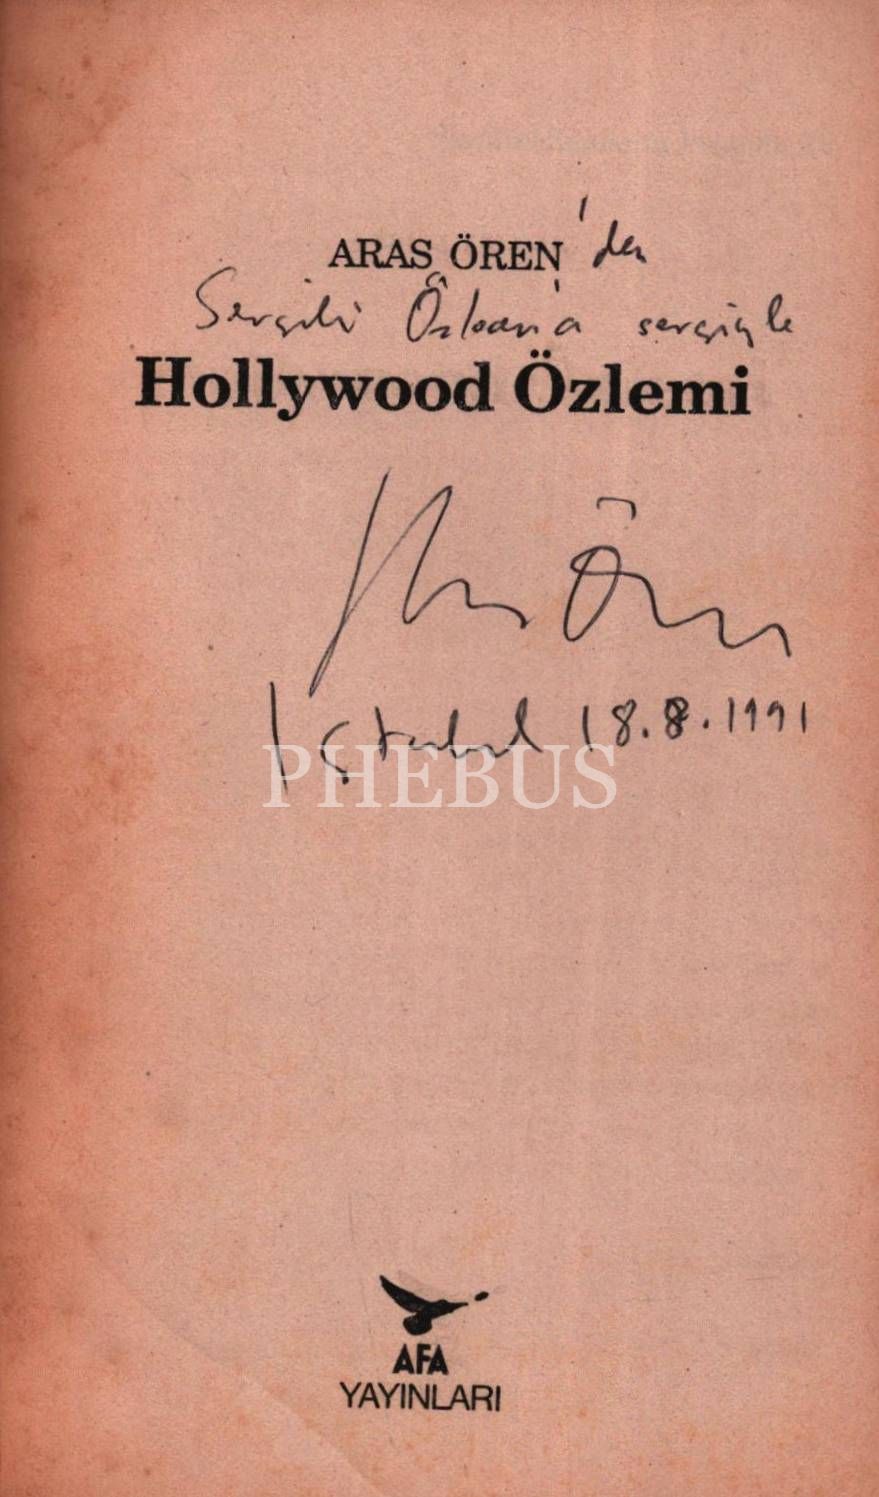 ARAS ÖREN'den
Sevgili Özkan'a sevgiyle
Hollywood Özlemi
İstanbul 18.8.1991
PHEBUS
AFA
YAYINLARI